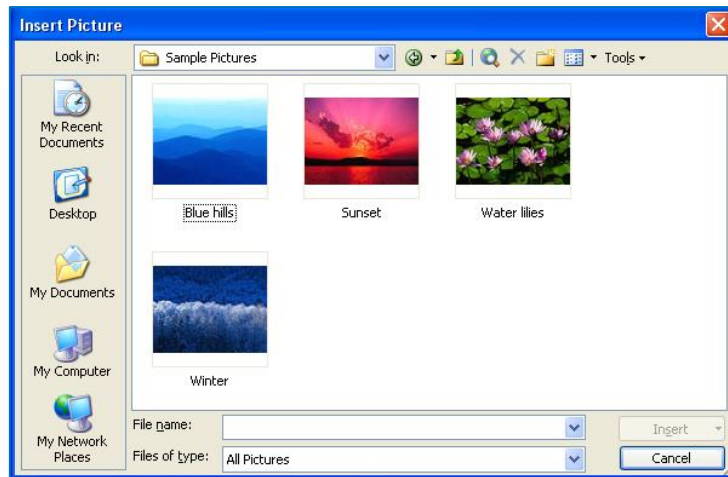 Insert Picture
Look in:
Sample Pictures
Tools
My Recent
Documents
Desktop
My Documents
My Computer
My Network
Places
Blue hills
Sunset
Water lilies
Winter
File name:
Insert
Files of type:
All Pictures
Cancel